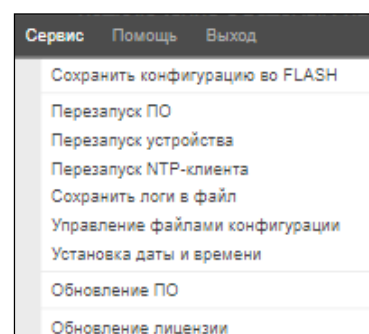 Сервис Помощь Выход
Сохранить конфигурацию во FLASH
Перезапуск ПО
Перезапуск устройства
Перезапуск NTP-клиента
Сохранить логи в файл
Управление файлами конфигурации
Установка даты и времени
Обновление ПО
Обновление лицензии